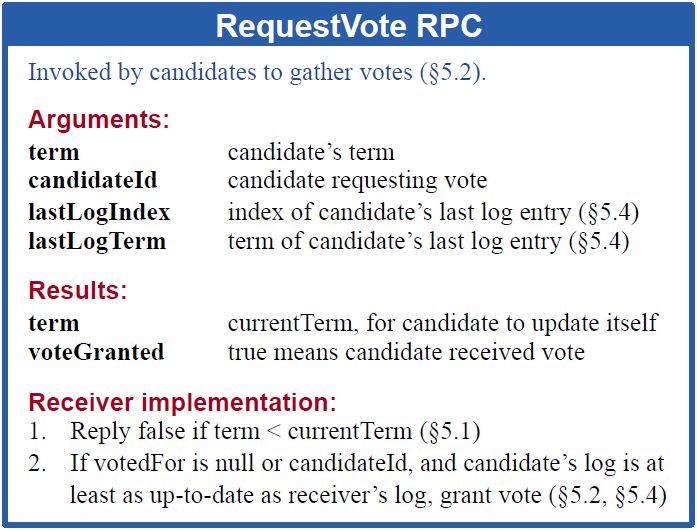 RequestVote RPC
Invoked by candidates to gather votes (§5.2).
Arguments:
term candidate’s term
candidateId candidate requesting vote
lastLogIndex index of candidate’s last log entry (§5.4)
lastLogTerm term of candidate’s last log entry (§5.4)
Results:
term currentTerm, for candidate to update itself
voteGranted true means candidate received vote
Receiver implementation:
1. Reply false if term < currentTerm (§5.1)
2. If votedFor is null or candidateId, and candidate’s log is at
least as up-to-date as receiver’s log, grant vote (§5.2, §5.4)